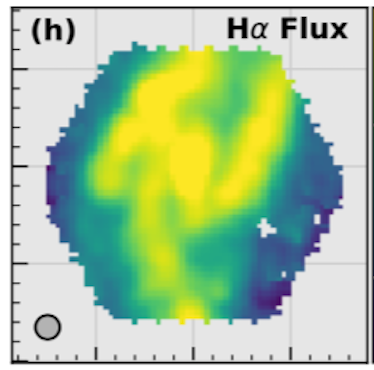 (h) Hα Flux